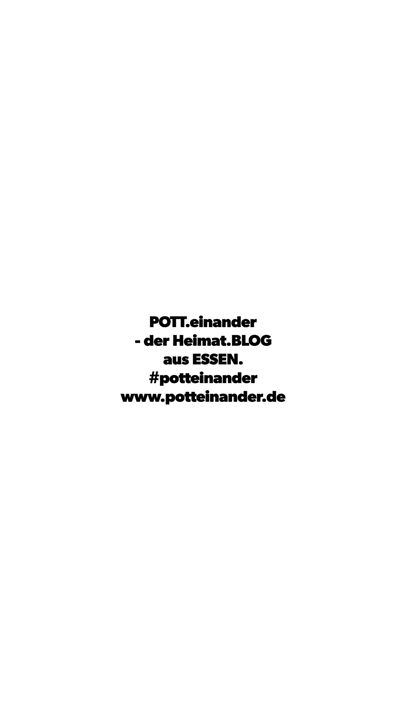 POTT.einander
- der Heimat.BLOG
aus ESSEN.
#potteinander
www.potteinander.de